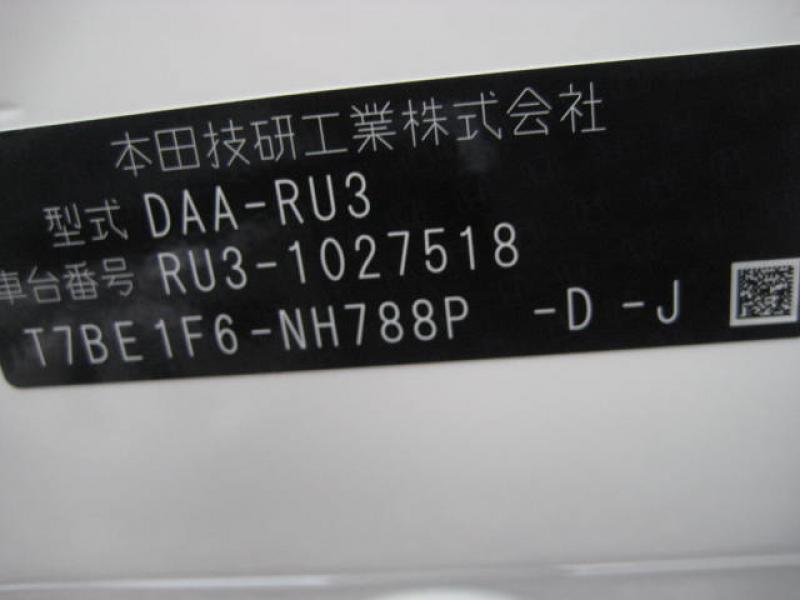 本田技研工業株式会社
型式 DAA-RU3
車台番号 RU3-1027518
T7BE1F6-NH788P -D -J